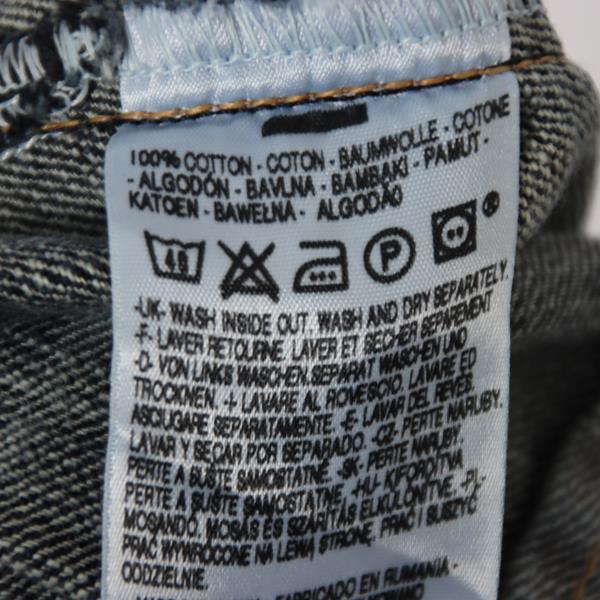 100% COTTON - COTON - BAUMWOLLE - COTONE
- ALGODÓN - BAVLNA - BAMBAKI - PAMUT -
KATOEN - BAWEŁNA - ALGODÃO
40 P ®
-UK- WASH INSIDE OUT. WASH AND DRY SEPARATELY.
-F- LAVER RETOURNE. LAVER ET SECHER SEPAREMENT
-D- VON LINKS WASCHEN. SEPARAT WASCHEN UND
TROCKNEN. -I- LAVARE AL ROVESCIO, LAVARE ED
ASCIUGARE SEPARATAMENTE. -E- LAVAR DEL REVES,
LAVAR Y SECAR POR SEPARADO. -CZ- PERTE NARUBY.
PERTE A SUŠTE SAMOSTATNE. -SK- PERTE NARUBY.
PERTE A SUŠTE SAMOSTATNE. -HU- KIFORDÍTVA
MOSANDÓ, MOSÁS ÉS SZÁRÍTÁS ELKÜLÖNÍTVE. -PL-
PRAĆ WYWRÓCONE NA LEWĄ STRONĘ, PRAĆ I SUSZYĆ
ODDZIELNIE.
FABRICADO EN RUMANIA -